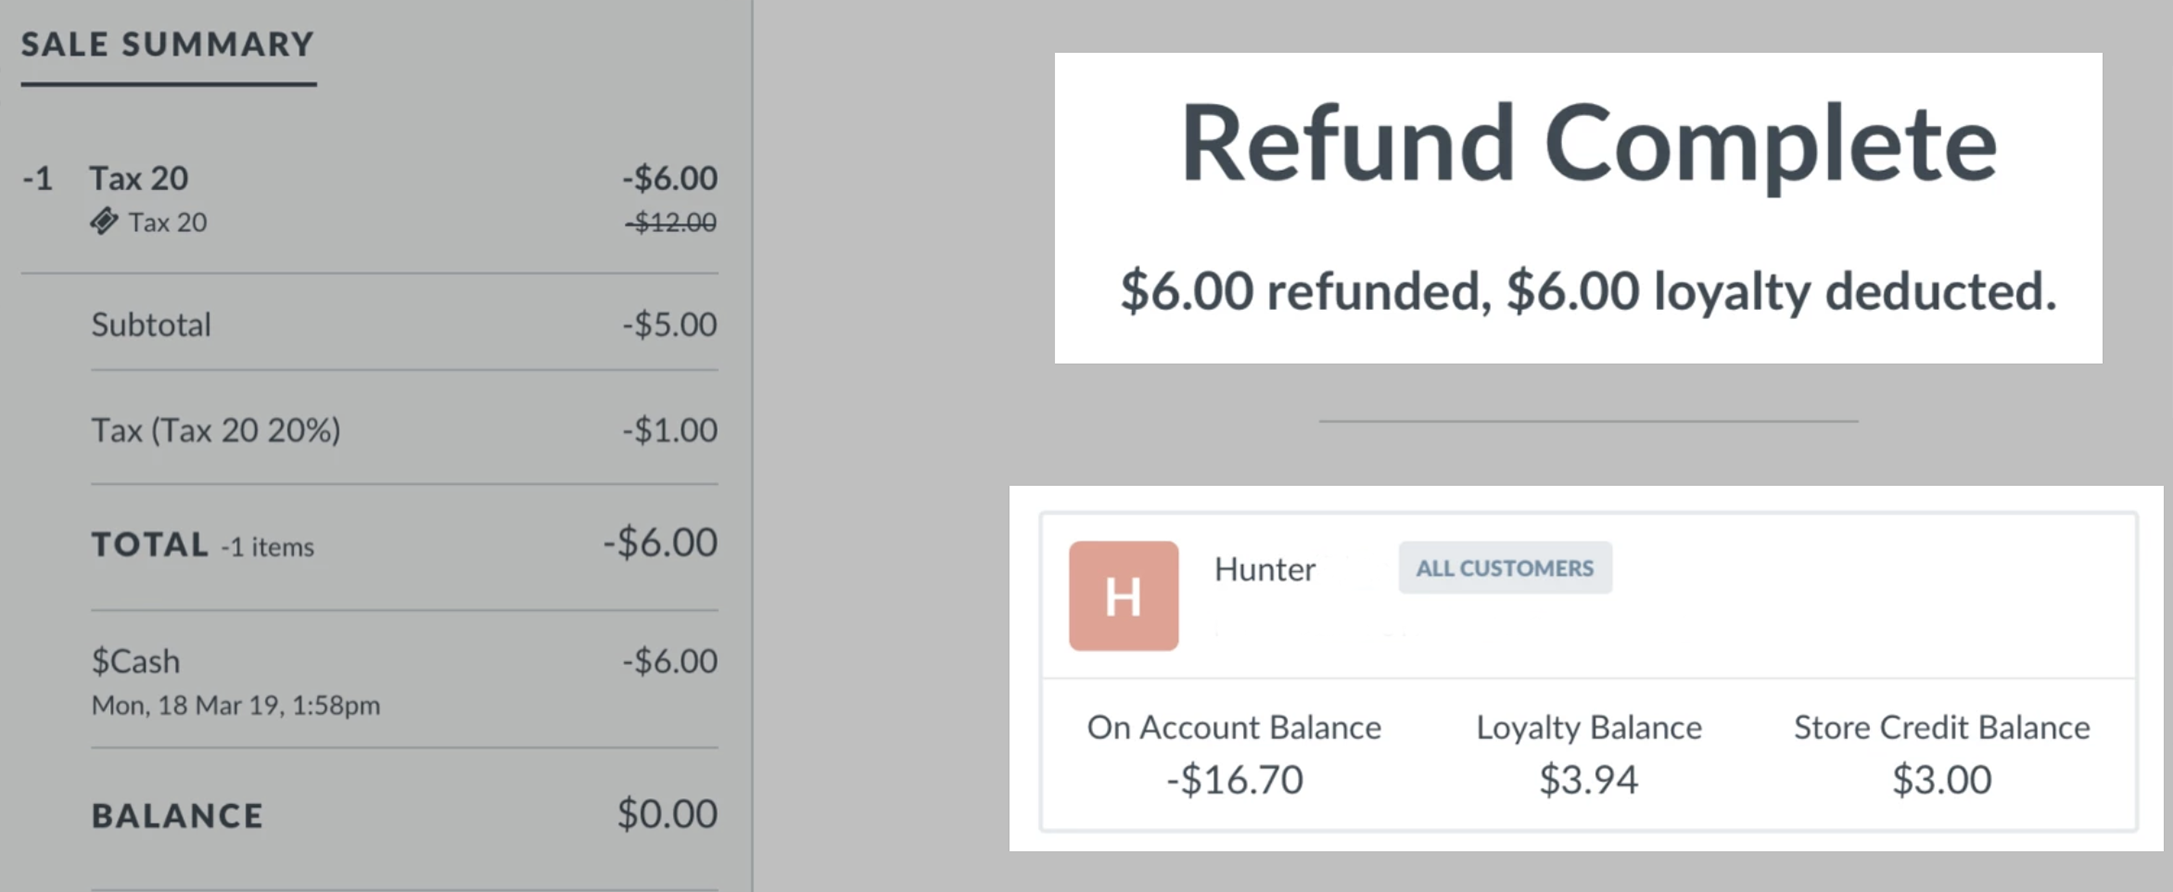 SALE SUMMARY
-1 Tax 20 -$6.00
Tax 20 -$12.00
Subtotal -$5.00
Tax (Tax 20 20%) -$1.00
TOTAL -1 items -$6.00
$Cash -$6.00
Mon, 18 Mar 19, 1:58pm
BALANCE $0.00
Refund Complete
$6.00 refunded, $6.00 loyalty deducted.
H Hunter ALL CUSTOMERS
On Account Balance Loyalty Balance Store Credit Balance
-$16.70 $3.94 $3.00